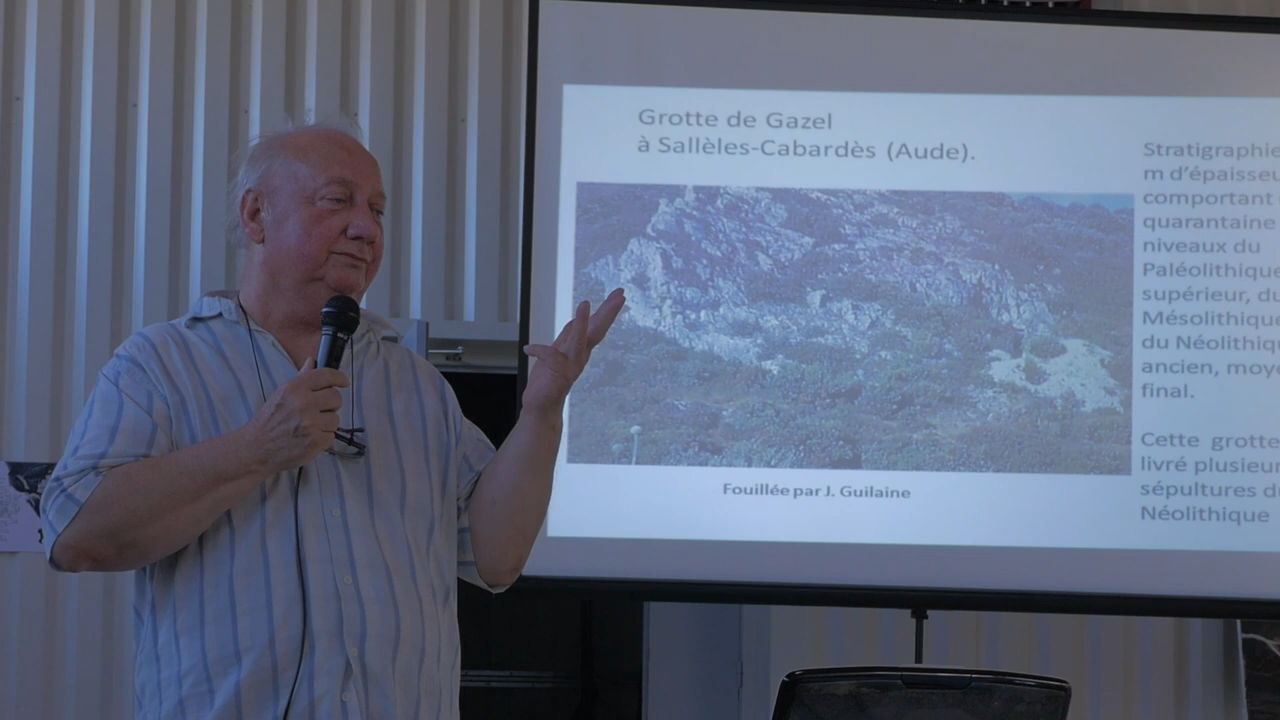 Grotte de Gazel
à Sallèles-Cabardès (Aude).
Fouillée par J. Guilaine
Stratigraphie
m d'épaisseu
comportant
quarantaine
niveaux du
Paléolithique
supérieur, du
Mésolithique
du Néolithiqu
ancien, moye
final.
Cette grotte
livré plusieur
sépultures d
Néolithique